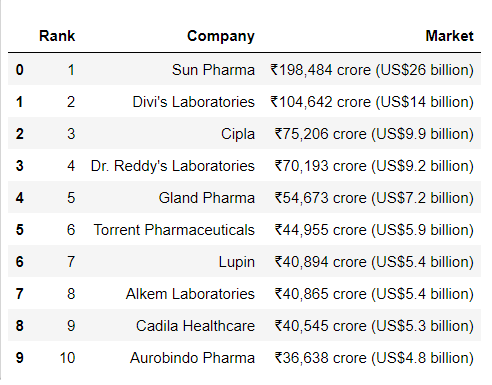 Rank Company Market
0 1 Sun Pharma ₹198,484 crore (US$26 billion)
1 2 Divi's Laboratories ₹104,642 crore (US$14 billion)
2 3 Cipla ₹75,206 crore (US$9.9 billion)
3 4 Dr. Reddy's Laboratories ₹70,193 crore (US$9.2 billion)
4 5 Gland Pharma ₹54,673 crore (US$7.2 billion)
5 6 Torrent Pharmaceuticals ₹44,955 crore (US$5.9 billion)
6 7 Lupin ₹40,894 crore (US$5.4 billion)
7 8 Alkem Laboratories ₹40,865 crore (US$5.4 billion)
8 9 Cadila Healthcare ₹40,545 crore (US$5.3 billion)
9 10 Aurobindo Pharma ₹36,638 crore (US$4.8 billion)